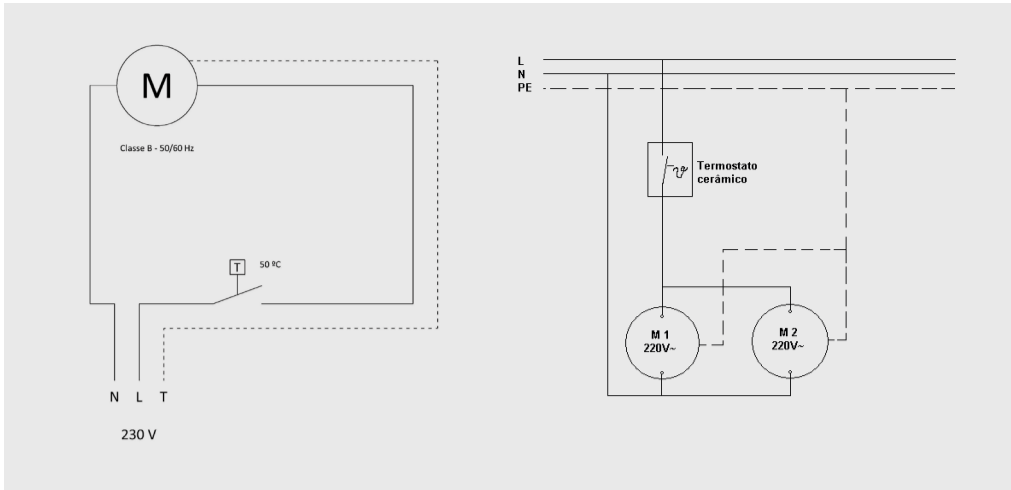 M
Classe B - 50/60 Hz
T
50 ºC
N L T
230 V
L
N
PE
Termostato
cerâmico
M 1
220V~
M 2
220V~